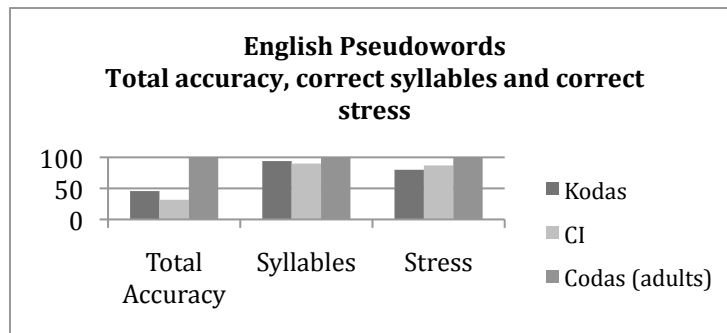 English Pseudowords
Total accuracy, correct syllables and correct
stress
100
50
0
Total
Accuracy
Syllables
Stress
Kodas
CI
Codas (adults)